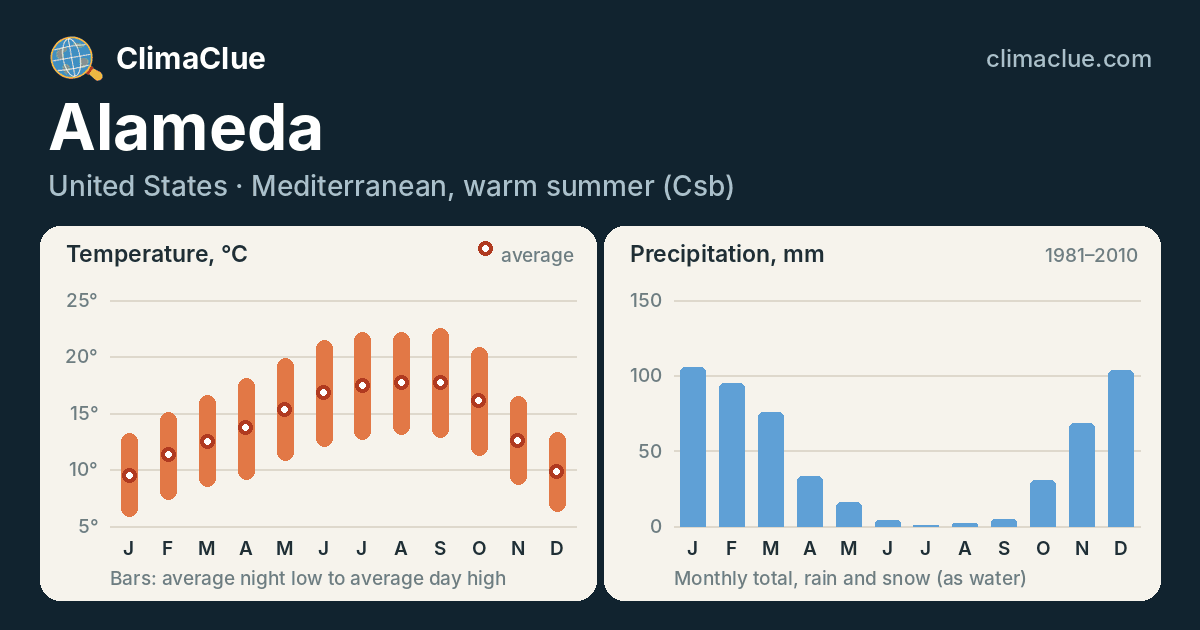 ClimaClue
climaclue.com
Alameda
United States · Mediterranean, warm summer (Csb)
Temperature, °C
average
25°
20°
15°
10°
5°
J F M A M J J A S O N D
Bars: average night low to average day high
Precipitation, mm
1981–2010
150
100
50
0
J F M A M J J A S O N D
Monthly total, rain and snow (as water)